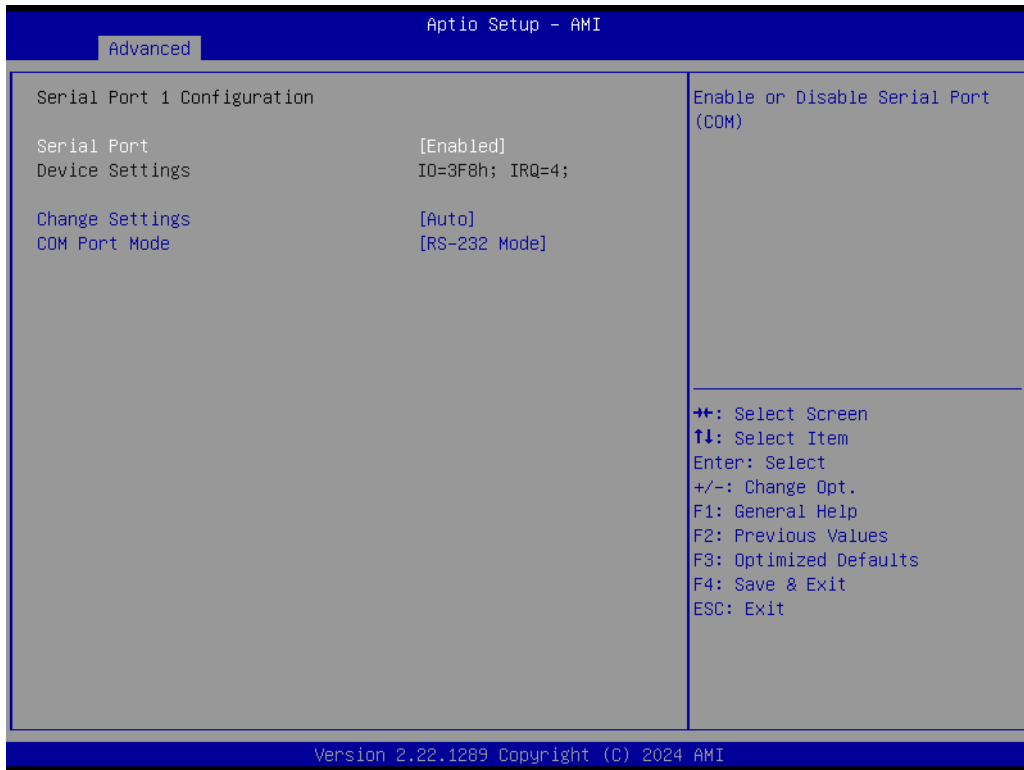 Aptio Setup – AMI
Advanced
Serial Port 1 Configuration
Serial Port [Enabled]
Device Settings IO=3F8h; IRQ=4;
Change Settings [Auto]
COM Port Mode [RS-232 Mode]
Enable or Disable Serial Port
(COM)
→←: Select Screen
↑↓: Select Item
Enter: Select
+/-: Change Opt.
F1: General Help
F2: Previous Values
F3: Optimized Defaults
F4: Save & Exit
ESC: Exit
Version 2.22.1289 Copyright (C) 2024 AMI